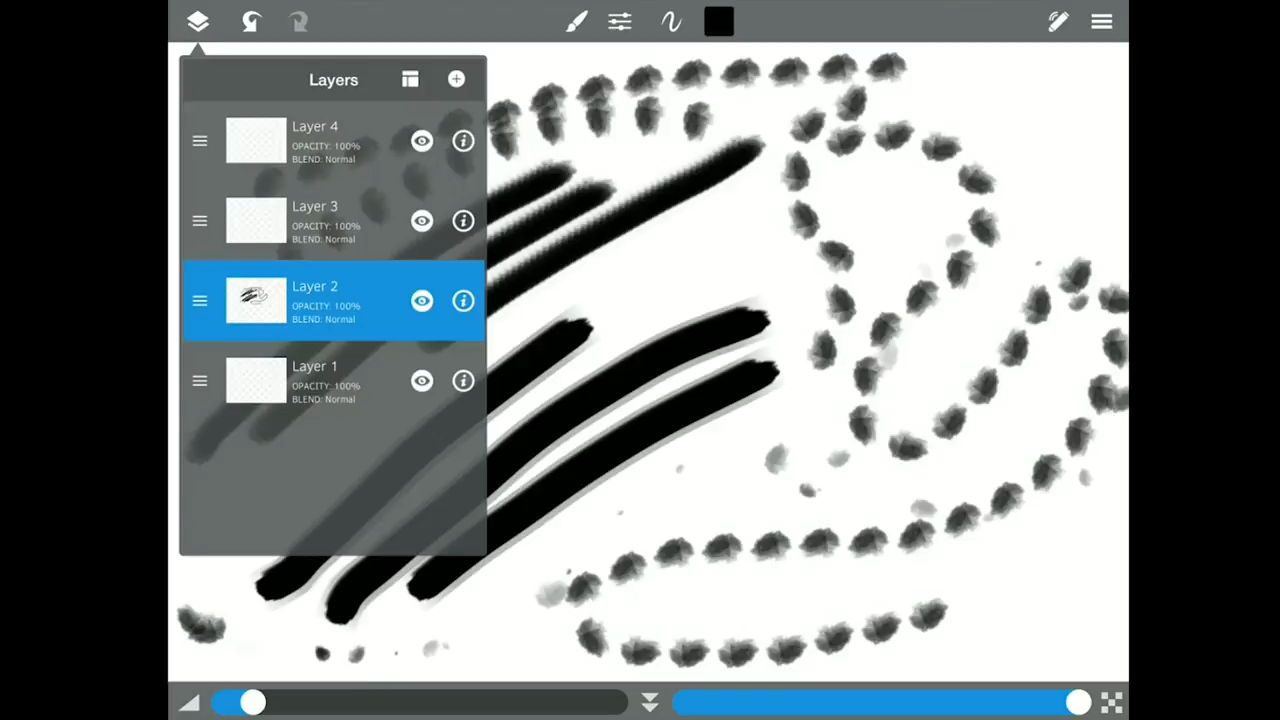 Layers
Layer 4
OPACITY: 100%
BLEND: Normal
Layer 3
OPACITY: 100%
BLEND: Normal
Layer 2
OPACITY: 100%
BLEND: Normal
Layer 1
OPACITY: 100%
BLEND: Normal